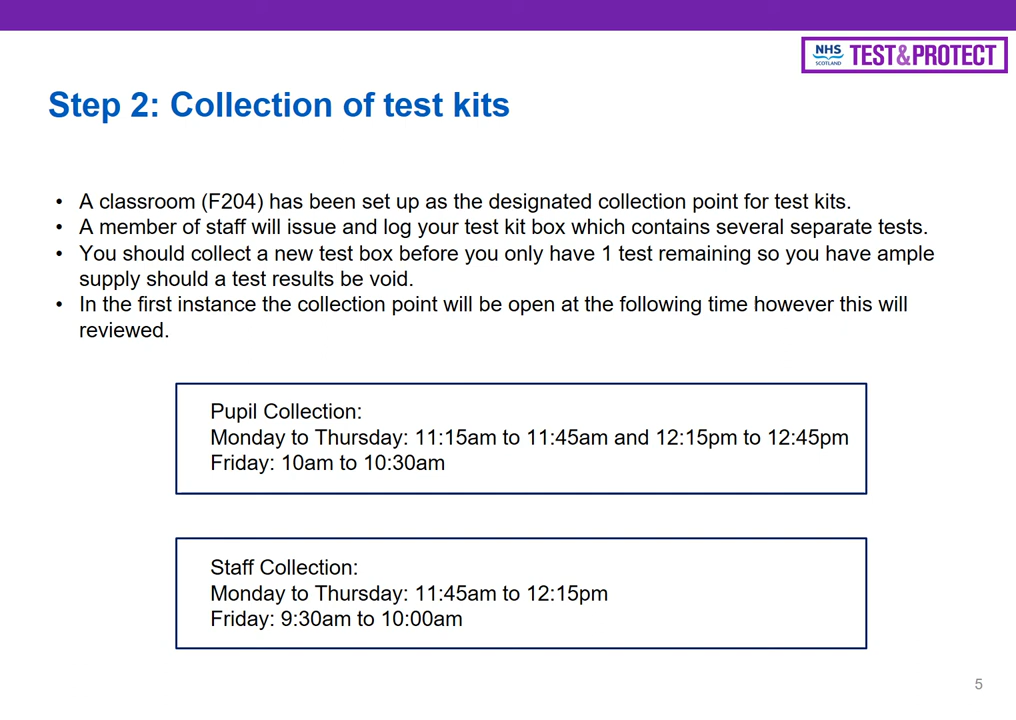 NHS
SCOTLAND
TEST&PROTECT
Step 2: Collection of test kits
• A classroom (F204) has been set up as the designated collection point for test kits.
• A member of staff will issue and log your test kit box which contains several separate tests.
• You should collect a new test box before you only have 1 test remaining so you have ample
supply should a test results be void.
• In the first instance the collection point will be open at the following time however this will
reviewed.
Pupil Collection:
Monday to Thursday: 11:15am to 11:45am and 12:15pm to 12:45pm
Friday: 10am to 10:30am
Staff Collection:
Monday to Thursday: 11:45am to 12:15pm
Friday: 9:30am to 10:00am
5